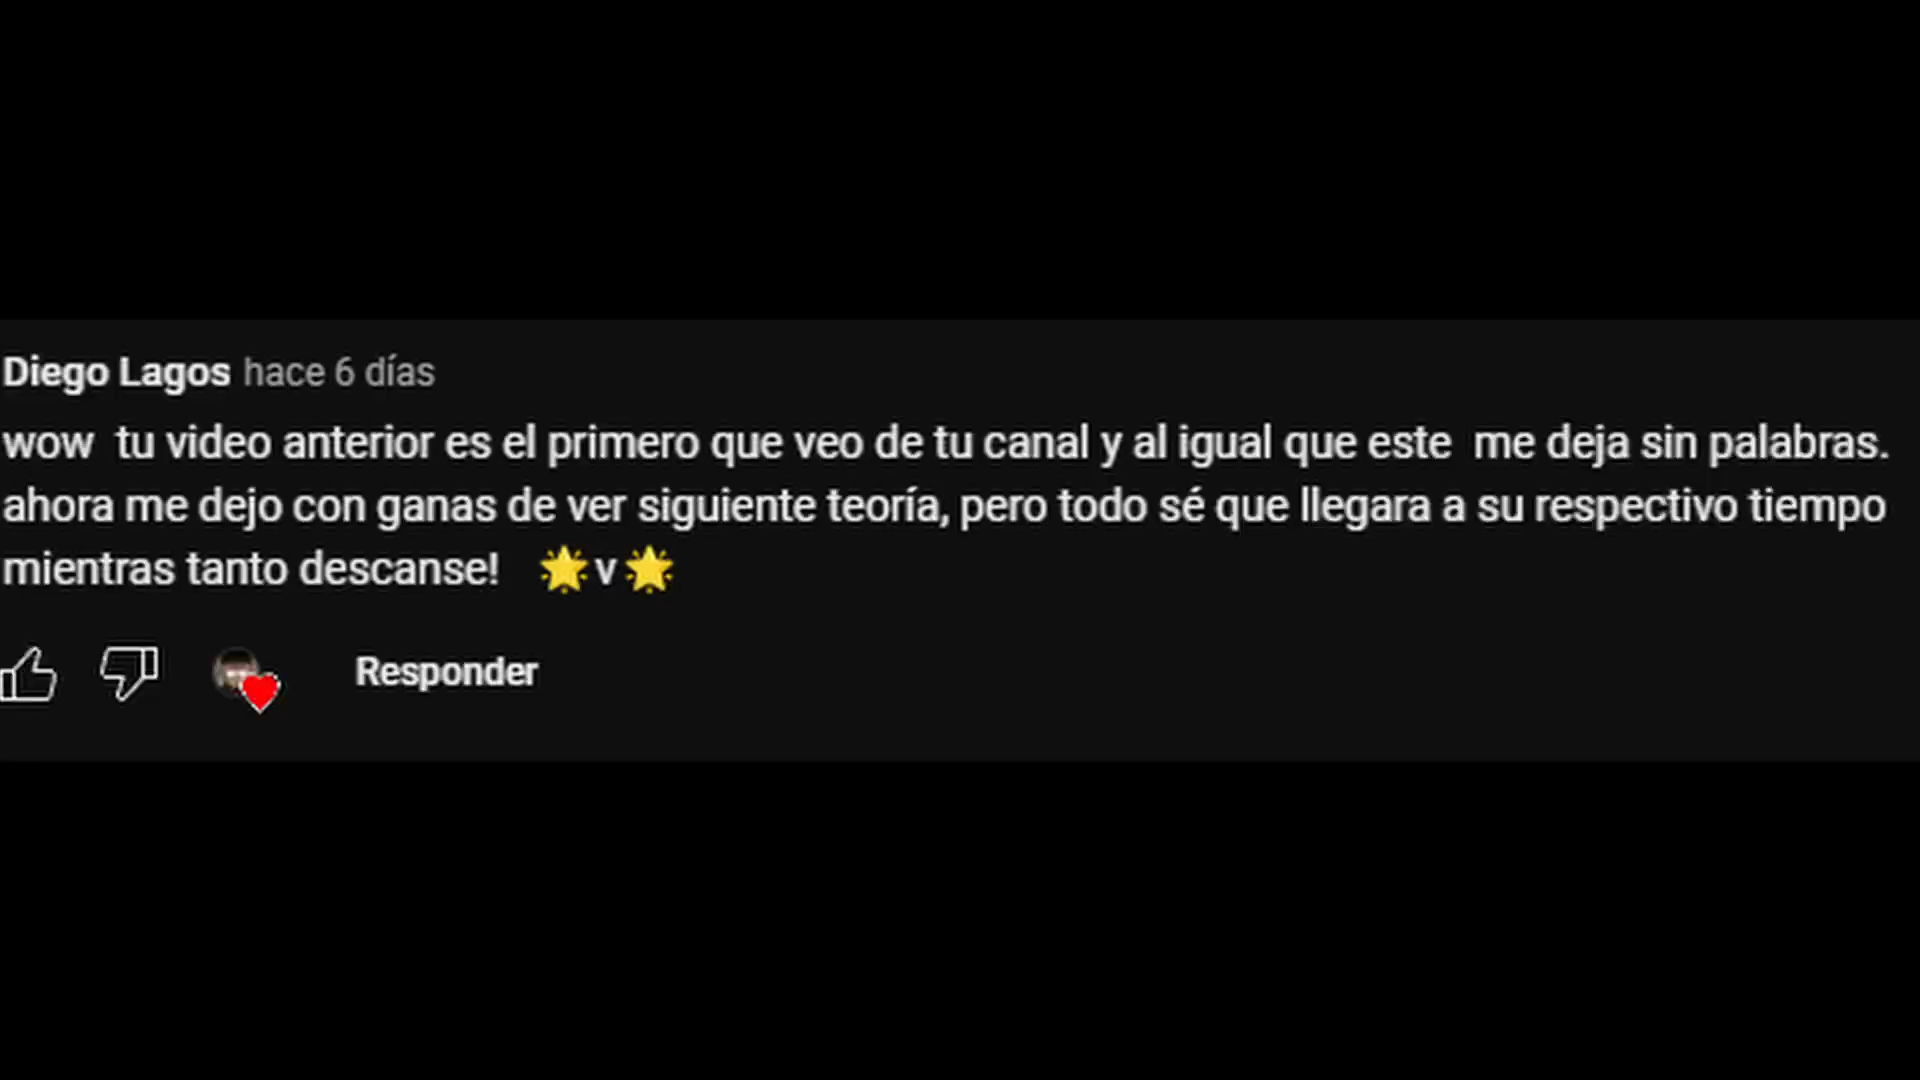 Diego Lagos hace 6 días
wow tu video anterior es el primero que veo de tu canal y al igual que este me deja sin palabras.
ahora me dejo con ganas de ver siguiente teoría, pero todo sé que llegara a su respectivo tiempo
mientras tanto descanse! 🌟v🌟
Responder